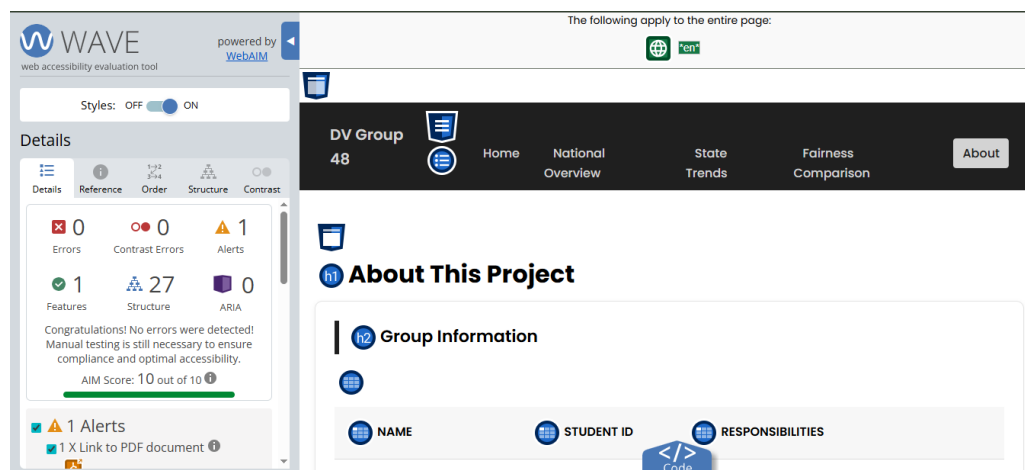 WAVE
web accessibility evaluation tool
powered by
WebAIM
Styles: OFF ON
Details
Details Reference Order Structure Contrast
1→2
3→4
0 0 1
Errors Contrast Errors Alerts
1 27 0
Features Structure ARIA
Congratulations! No errors were detected!
Manual testing is still necessary to ensure
compliance and optimal accessibility.
AIM Score: 10 out of 10
1 Alerts
1 X Link to PDF document
The following apply to the entire page:
"en"
DV Group
48
Home
National
Overview
State
Trends
Fairness
Comparison
About
h1 About This Project
h2 Group Information
NAME STUDENT ID RESPONSIBILITIES
</>
Code